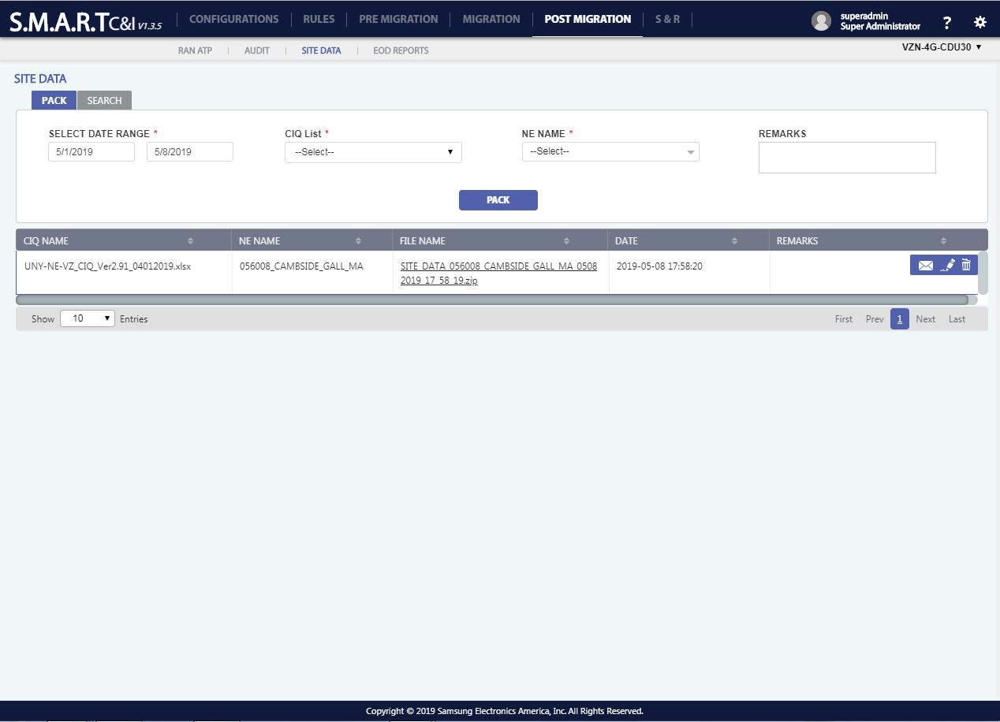 S.M.A.R.T C&I V1.3.5 CONFIGURATIONS RULES PRE MIGRATION MIGRATION POST MIGRATION S & R superadmin
Super Administrator ?
RAN ATP AUDIT SITE DATA EOD REPORTS VZN-4G-CDU30
SITE DATA
PACK SEARCH
SELECT DATE RANGE * CIQ List * NE NAME * REMARKS
5/1/2019 5/8/2019 --Select-- --Select--
PACK
CIQ NAME NE NAME FILE NAME DATE REMARKS
UNY-NE-VZ_CIQ_Ver2.91_04012019.xlsx 056008_CAMBSIDE_GALL_MA SITE_DATA_056008_CAMBSIDE_GALL_MA_0508 2019-05-08 17:58:20
2019_17_58_19.zip
Show 10 Entries First Prev 1 Next Last
Copyright © 2019 Samsung Electronics America, Inc. All Rights Reserved.